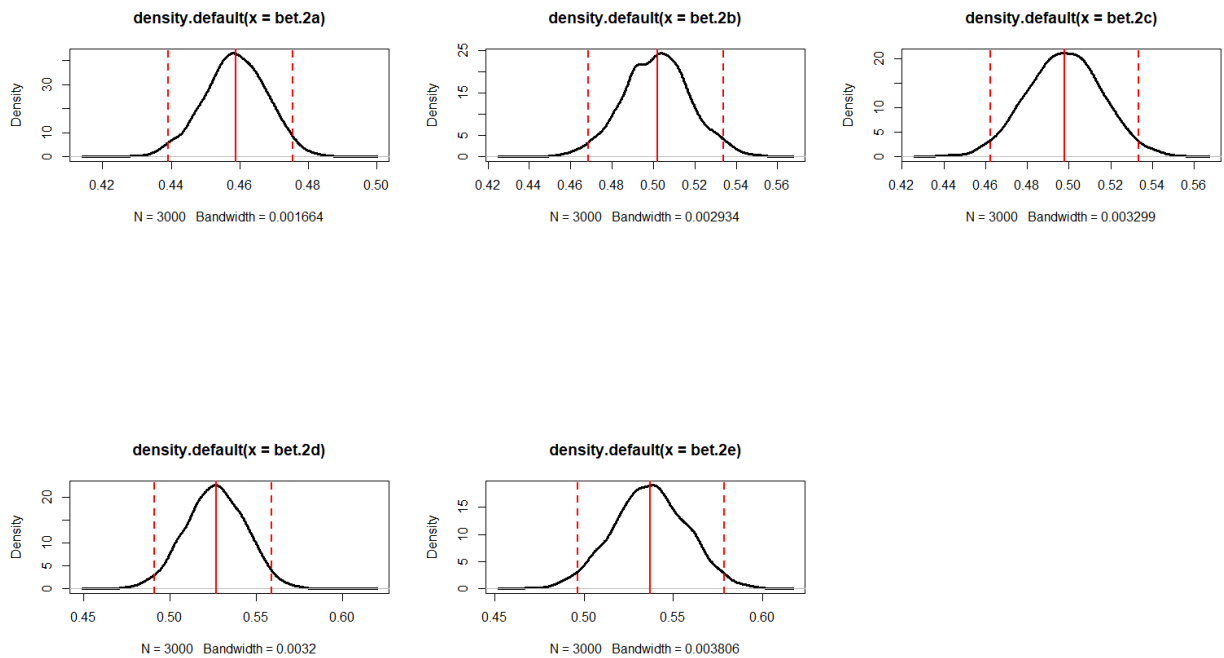 density.default(x = bet.2a)
Density
10
30
0
0.42 0.44 0.46 0.48 0.50
N = 3000 Bandwidth = 0.001664
density.default(x = bet.2b)
Density
25
15
5
0
0.42 0.44 0.46 0.48 0.50 0.52 0.54 0.56
N = 3000 Bandwidth = 0.002934
density.default(x = bet.2c)
Density
20
10
5
0
0.42 0.44 0.46 0.48 0.50 0.52 0.54 0.56
N = 3000 Bandwidth = 0.003299
density.default(x = bet.2d)
Density
20
10
5
0
0.45 0.50 0.55 0.60
N = 3000 Bandwidth = 0.0032
density.default(x = bet.2e)
Density
15
10
5
0
0.45 0.50 0.55 0.60
N = 3000 Bandwidth = 0.003806